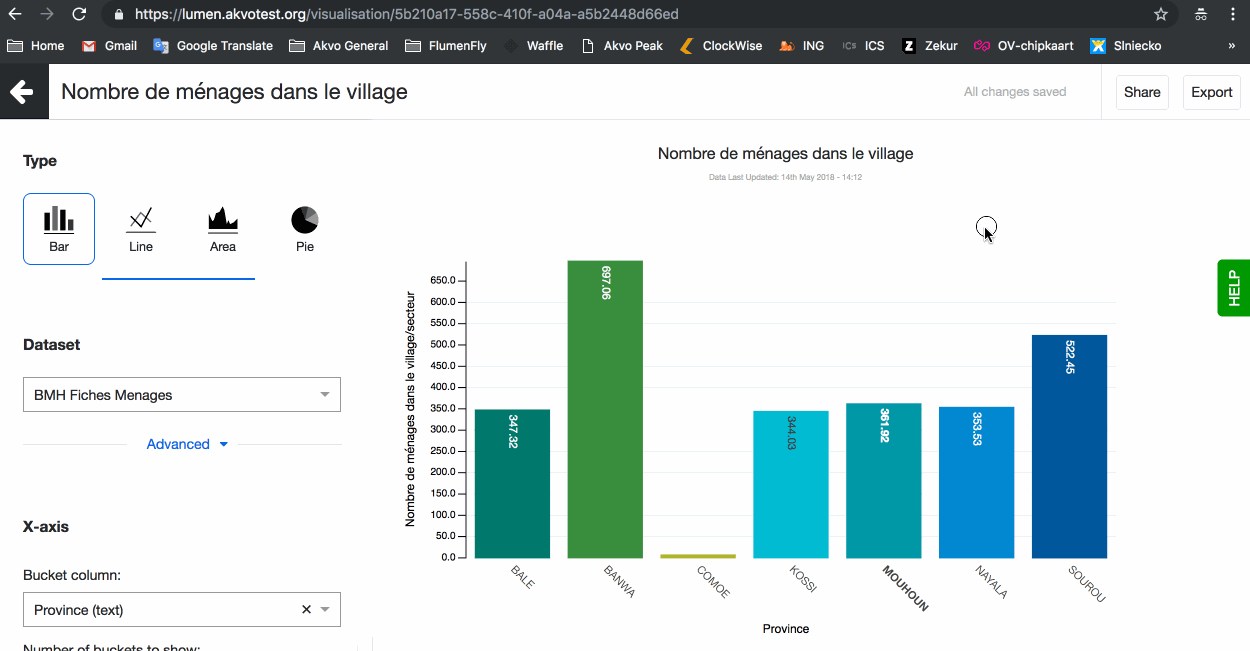 https://lumen.akvotest.org/visualisation/5b210a17-558c-410f-a04a-a5b2448d66ed
Home Gmail Google Translate Akvo General FlumenFly Waffle Akvo Peak ClockWise ING ICS ICS Z Zekur OV-chipkaart SIniecko »
Nombre de ménages dans le village
All changes saved
Share
Export
Type
Bar Line Area Pie
Dataset
BMH Fiches Menages
Advanced
X-axis
Bucket column:
Province (text)
Number of buckets to show:
Nombre de ménages dans le village
Data Last Updated: 14th May 2018 - 14:12
Nombre de ménages dans le village/secteur
650.0
600.0
550.0
500.0
450.0
400.0
350.0
300.0
250.0
200.0
150.0
100.0
50.0
0.0
347.32
697.06
344.03
361.92
353.53
522.45
BALE
BANWA
COMOE
KOSSI
MOUHOUN
NAYALA
SOUROU
Province
HELP